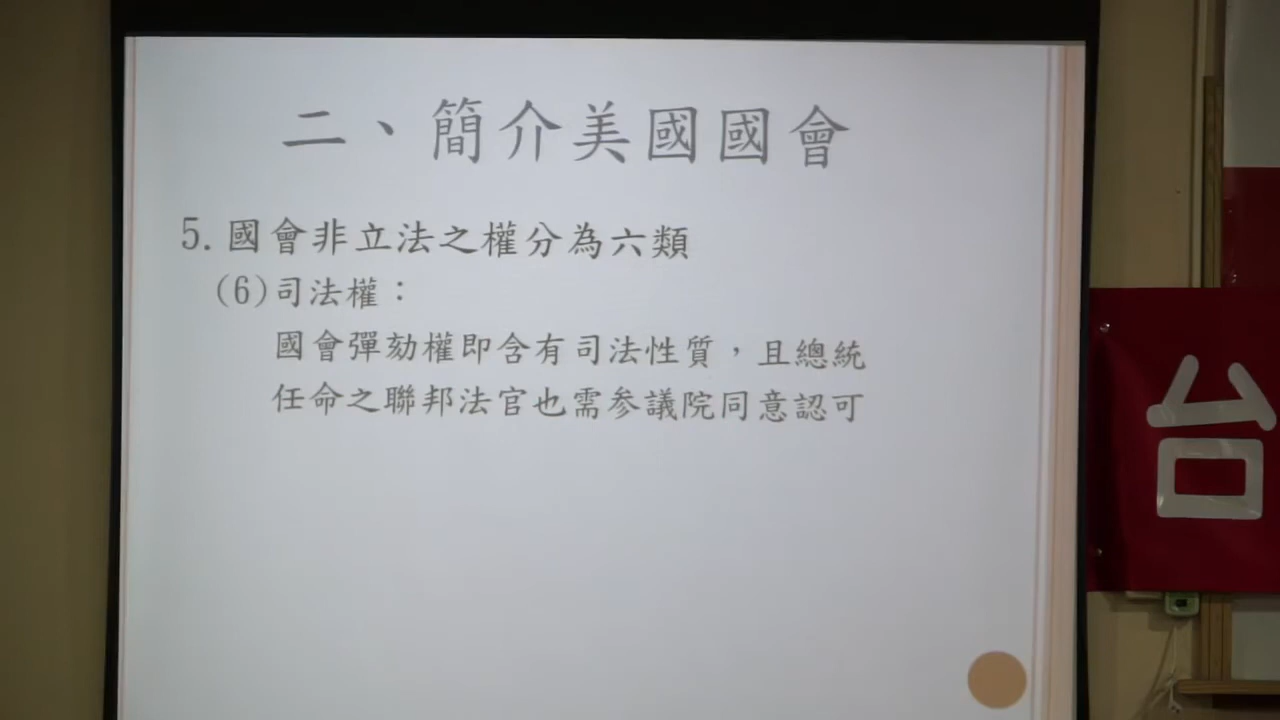 二、簡介美國國會
5.國會非立法之權分為六類
(6)司法權：
國會彈劾權即含有司法性質，且總統
任命之聯邦法官也需參議院同意認可
台